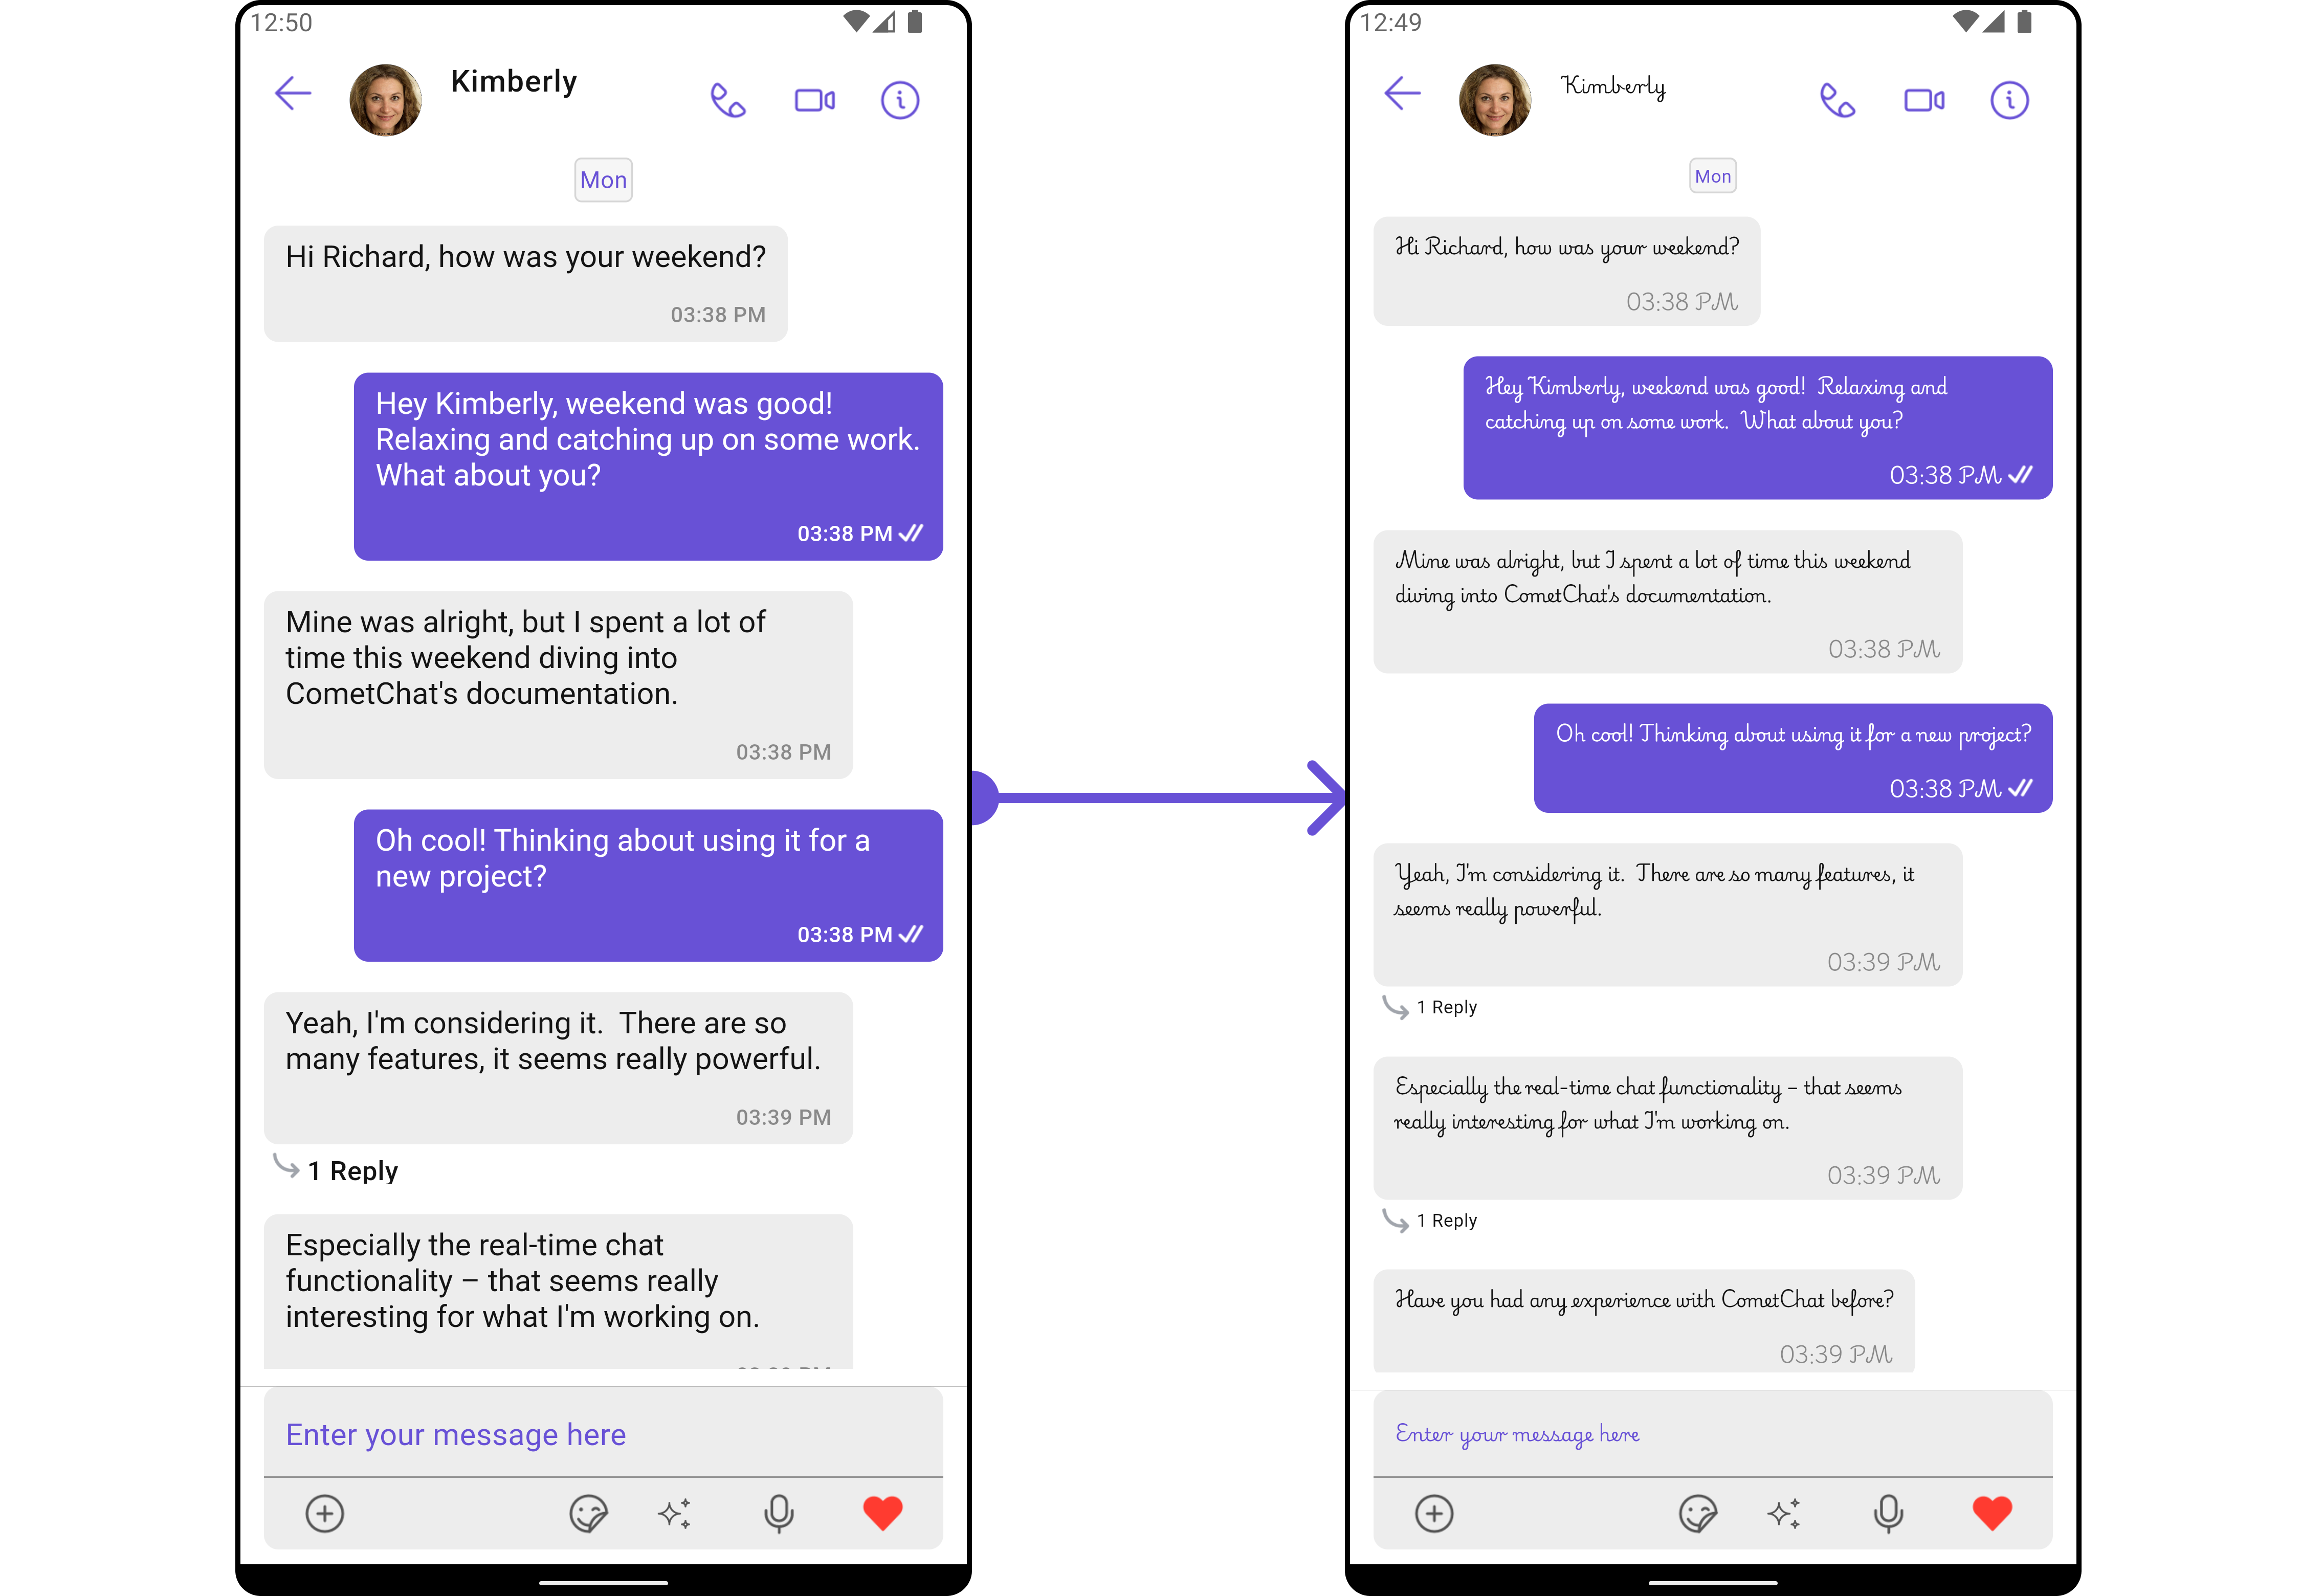 12:50
Kimberly
Mon
Hi Richard, how was your weekend?
03:38 PM
Hey Kimberly, weekend was good!
Relaxing and catching up on some work.
What about you?
03:38 PM
Mine was alright, but I spent a lot of
time this weekend diving into
CometChat's documentation.
03:38 PM
Oh cool! Thinking about using it for a
new project?
03:38 PM
Yeah, I'm considering it.  There are so
many features, it seems really powerful.
03:39 PM
1 Reply
Especially the real-time chat
functionality – that seems really
interesting for what I'm working on.
Enter your message here
12:49
Kimberly
Mon
Hi Richard, how was your weekend?
03:38 PM
Hey Kimberly, weekend was good!  Relaxing and
catching up on some work.  What about you?
03:38 PM
Mine was alright, but I spent a lot of time this weekend
diving into CometChat's documentation.
03:38 PM
Oh cool! Thinking about using it for a new project?
03:38 PM
Yeah, I'm considering it.  There are so many features, it
seems really powerful.
03:39 PM
1 Reply
Especially the real-time chat functionality – that seems
really interesting for what I'm working on.
03:39 PM
1 Reply
Have you had any experience with CometChat before?
03:39 PM
Enter your message here